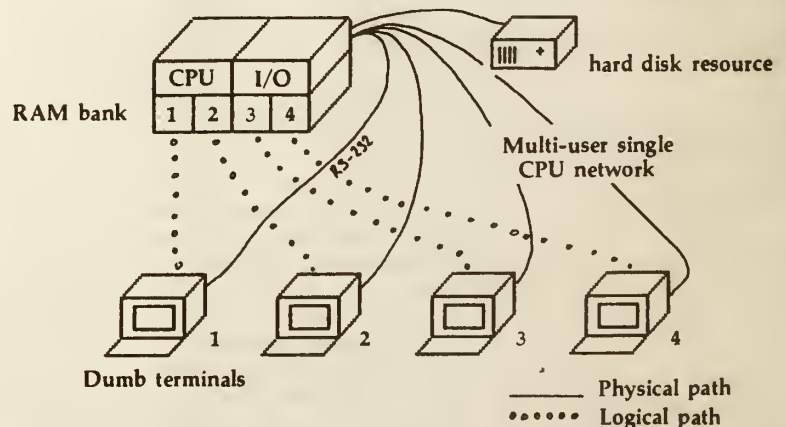 CPU I/O
hard disk resource
RAM bank 1 2 3 4
RS-232
Multi-user single
CPU network
1 2 3 4
Dumb terminals
Physical path
Logical path